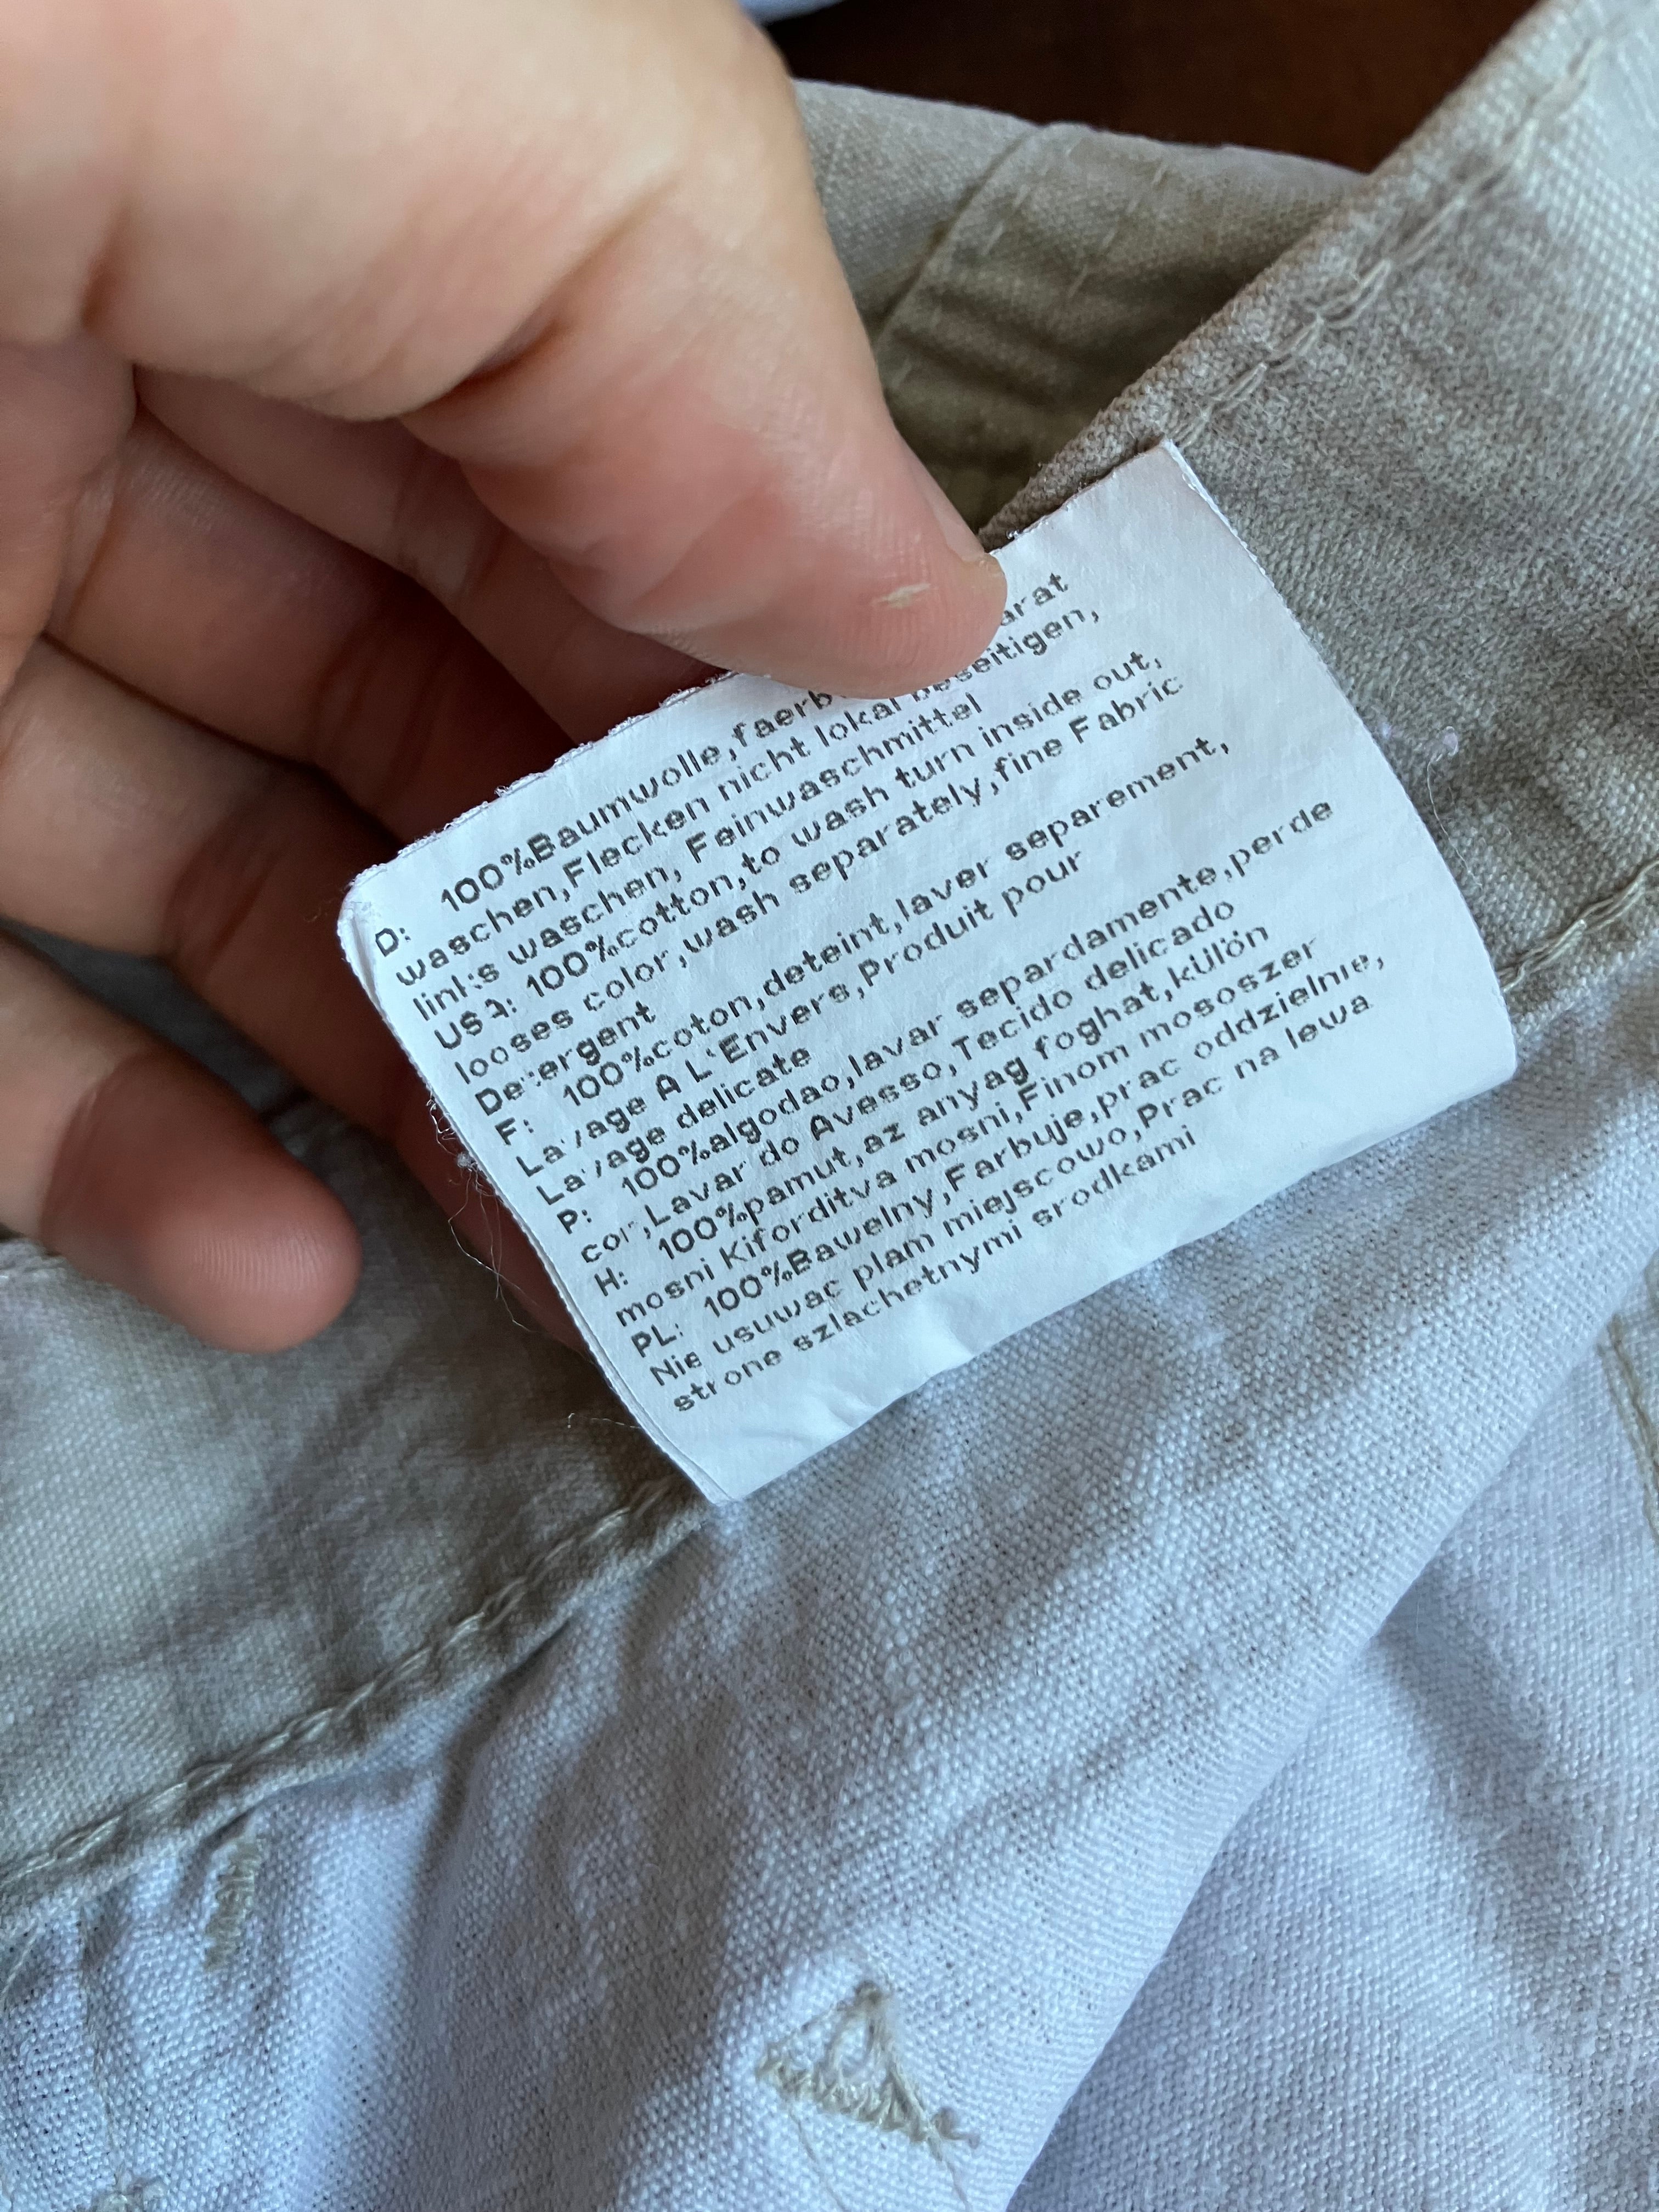 D: 100%Baumwolle,faerb
waschen,Flecken nicht lokal beseitigen,
links waschen, Feinwaschmittel
USA: 100%cotton,to wash turn inside out,
looses color,wash separately,fine Fabric
Detergent
F: 100%coton,deteint,laver separement,
Lavage A L'Envers,Produit pour
Lavage delicate
P: 100%algodao,lavar separdamente,perde
cor,Lavar do Avesso,Tecido delicado
H: 100%pamut,az anyag foghat,külön
mosni Kiforditva mosni,Finom mososzer
PL: 100%Bawelny,Farbuje,prac oddzielnie,
Nie usuwac plam miejscowo,Prac na lewa
strone szlachetnymi srodkami